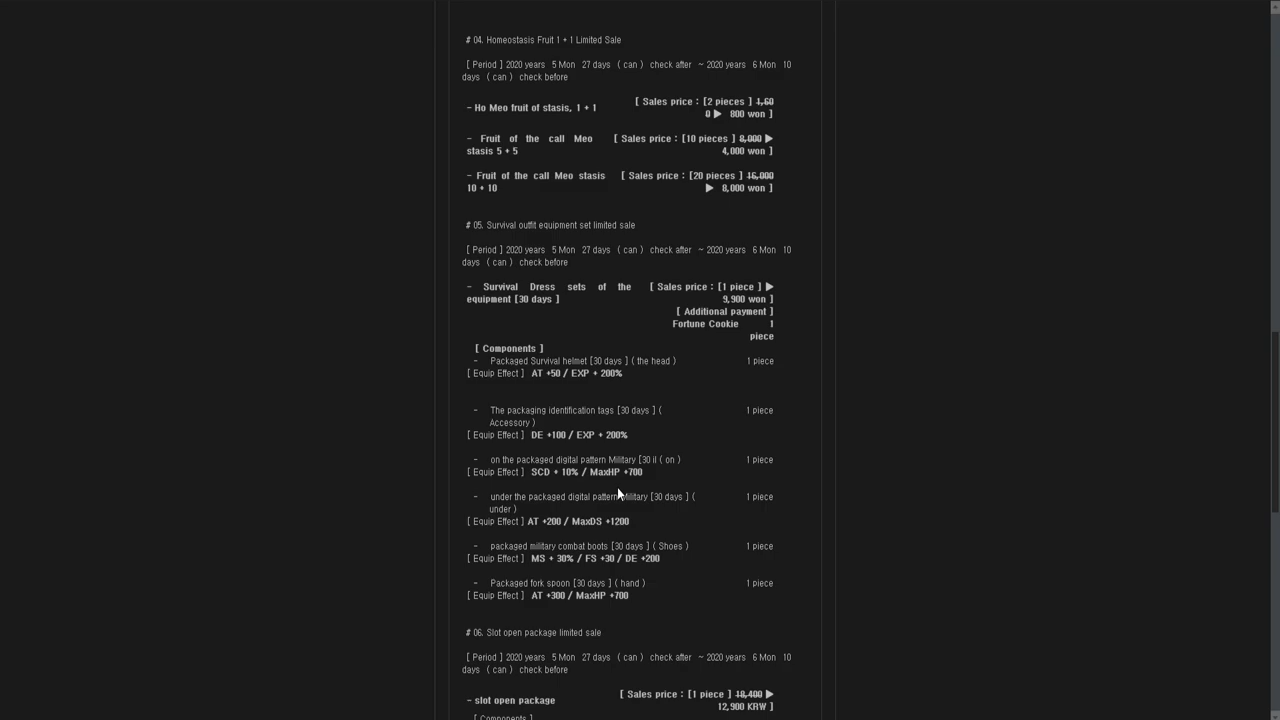 # 04. Homeostasis Fruit 1 + 1 Limited Sale
[ Period ] 2020 years 5 Mon 27 days ( can ) check after ~ 2020 years 6 Mon 10
days ( can ) check before
- Ho Meo fruit of stasis, 1 + 1
[ Sales price : [2 pieces ] 1,60
0 ▶ 800 won ]
- Fruit of the call Meo
stasis 5 + 5
[ Sales price : [10 pieces ] 8,000 ▶
4,000 won ]
- Fruit of the call Meo stasis
10 + 10
[ Sales price : [20 pieces ] 16,000
▶ 8,000 won ]
# 05. Survival outfit equipment set limited sale
[ Period ] 2020 years 5 Mon 27 days ( can ) check after ~ 2020 years 6 Mon 10
days ( can ) check before
- Survival Dress sets of the
equipment [30 days ]
[ Sales price : [1 piece ] ▶
9,900 won ]
[ Additional payment ]
Fortune Cookie 1
piece
[ Components ]
- Packaged Survival helmet [30 days ] ( the head ) 1 piece
[ Equip Effect ] AT +50 / EXP + 200%
- The packaging identification tags [30 days ] ( 1 piece
Accessory )
[ Equip Effect ] DE +100 / EXP + 200%
- on the packaged digital pattern Military [30 il ( on ) 1 piece
[ Equip Effect ] SCD + 10% / MaxHP +700
- under the packaged digital pattern Military [30 days ] ( 1 piece
under )
[ Equip Effect ] AT +200 / MaxDS +1200
- packaged military combat boots [30 days ] ( Shoes ) 1 piece
[ Equip Effect ] MS + 30% / FS +30 / DE +200
- Packaged fork spoon [30 days ] ( hand ) 1 piece
[ Equip Effect ] AT +300 / MaxHP +700
# 06. Slot open package limited sale
[ Period ] 2020 years 5 Mon 27 days ( can ) check after ~ 2020 years 6 Mon 10
days ( can ) check before
- slot open package
[ Sales price : [1 piece ] 18,400 ▶
12,900 KRW ]
[ Components ]